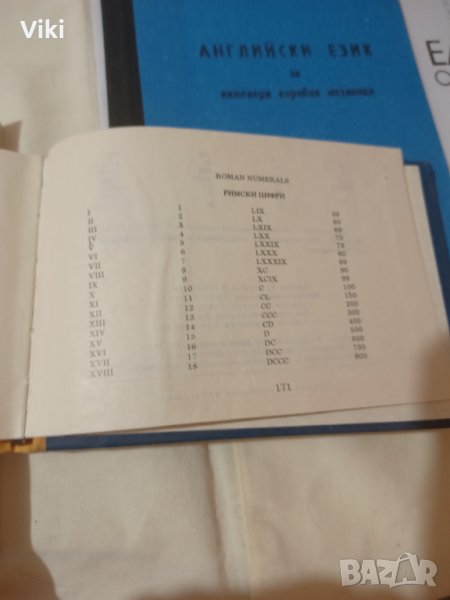 Viki
АНГЛИЙСКИ ЕЗИК
за
ROMAN NUMERALS
РИМСКИ ЦИФРИ
I 1 LIX 59
II 2 LX 60
III 3 LXIX 69
IV 4 LXX 70
V 5 LXXIX 79
VI 6 LXXX 80
VII 7 LXXXIX 89
VIII 8 XC 90
IX 9 XCIX 99
X 10 C 100
XI 11 CL 150
XII 12 CC 200
XIII 13 CCC 300
XIV 14 CD 400
XV 15 D 500
XVI 16 DC 600
XVII 17 DCC 700
XVIII 18 DCCC 800
171
BAZAR